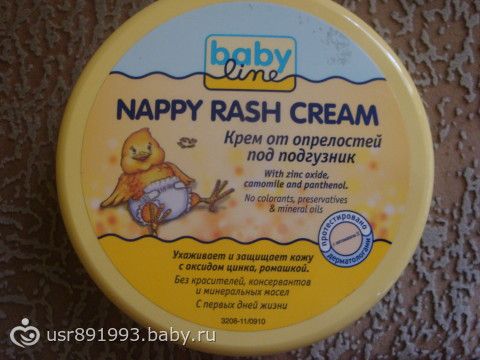 baby
line
NAPPY RASH CREAM
Крем от опрелостей
под подгузник
With zinc oxide,
camomile and panthenol.
No colorants, preservatives
& mineral oils
протестировано
дерматологами
Ухаживает и защищает кожу
с оксидом цинка, ромашкой.
Без красителей, консервантов
и минеральных масел
С первых дней жизни
3208-11/0910
usr891993.baby.ru